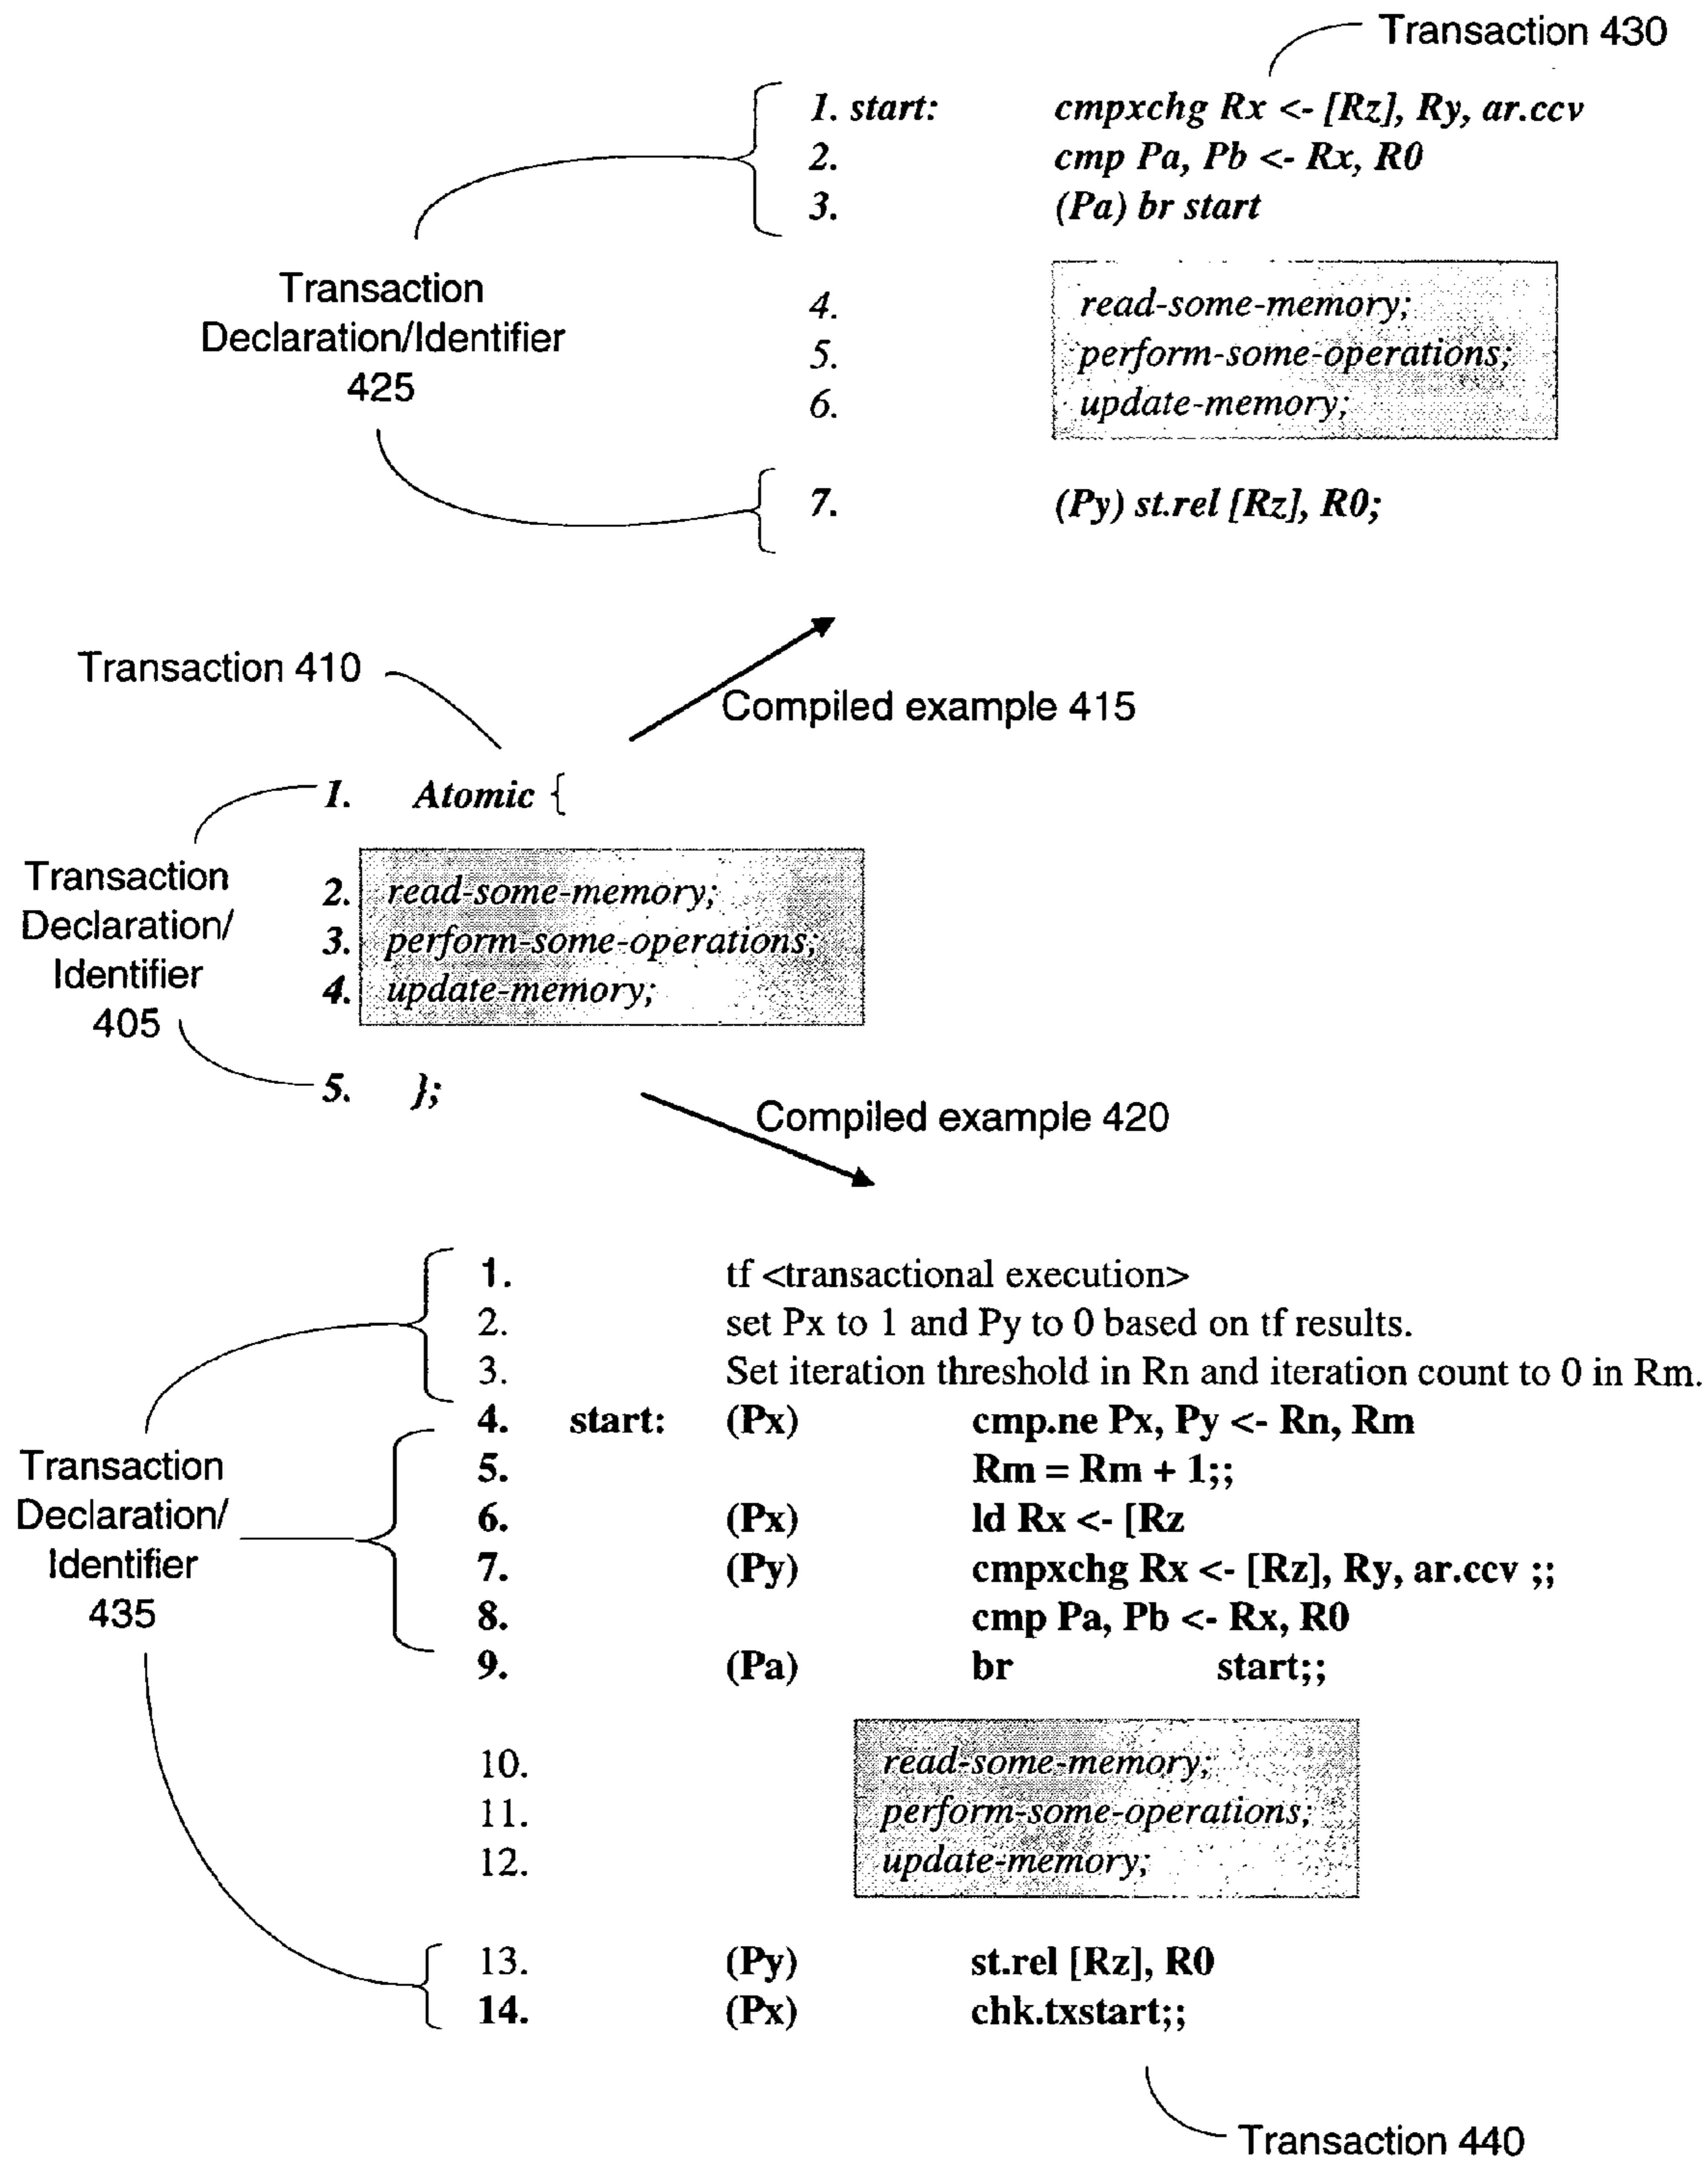 Transaction 430
1. start: cmpxchg Rx <- [Rz], Ry, ar.ccv
2. cmp Pa, Pb <- Rx, R0
3. (Pa) br start
Transaction
Declaration/Identifier
425
4. read-some-memory;
5. perform-some-operations;
6. update-memory;
7. (Py) st.rel [Rz], R0;
Transaction 410
Compiled example 415
1. Atomic {
Transaction
Declaration/
Identifier
405
2. read-some-memory;
3. perform-some-operations;
4. update-memory;
5. };
Compiled example 420
1. tf <transactional execution>
2. set Px to 1 and Py to 0 based on tf results.
3. Set iteration threshold in Rn and iteration count to 0 in Rm.
4. start: (Px) cmp.ne Px, Py <- Rn, Rm
5. Rm = Rm + 1;;
6. (Px) ld Rx <- [Rz
7. (Py) cmpxchg Rx <- [Rz], Ry, ar.ccv ;;
8. cmp Pa, Pb <- Rx, R0
9. (Pa) br start;;
Transaction
Declaration/
Identifier
435
10. read-some-memory;
11. perform-some-operations;
12. update-memory;
13. (Py) st.rel [Rz], R0
14. (Px) chk.txstart;;
Transaction 440